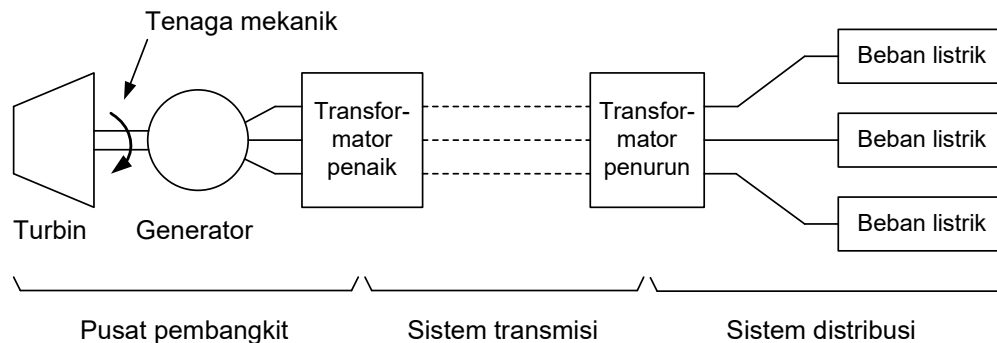 Tenaga mekanik
Beban listrik
Transfor-
mator
penaik
Transfor-
mator
penurun
Beban listrik
Beban listrik
Turbin
Generator
Pusat pembangkit
Sistem transmisi
Sistem distribusi